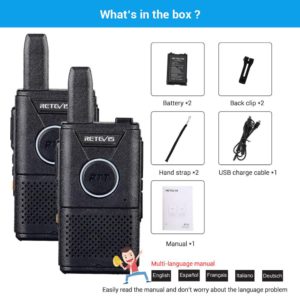 What's in the box ?
RETEVIS
RETEVIS
PTT
Battery ×2
Back clip ×2
Hand strap ×2
USB charge cable ×1
Manual ×1
Multi-language manual
English
Español
Français
Italiano
Deutsch
Easily read the manual and don't worry about the language problem